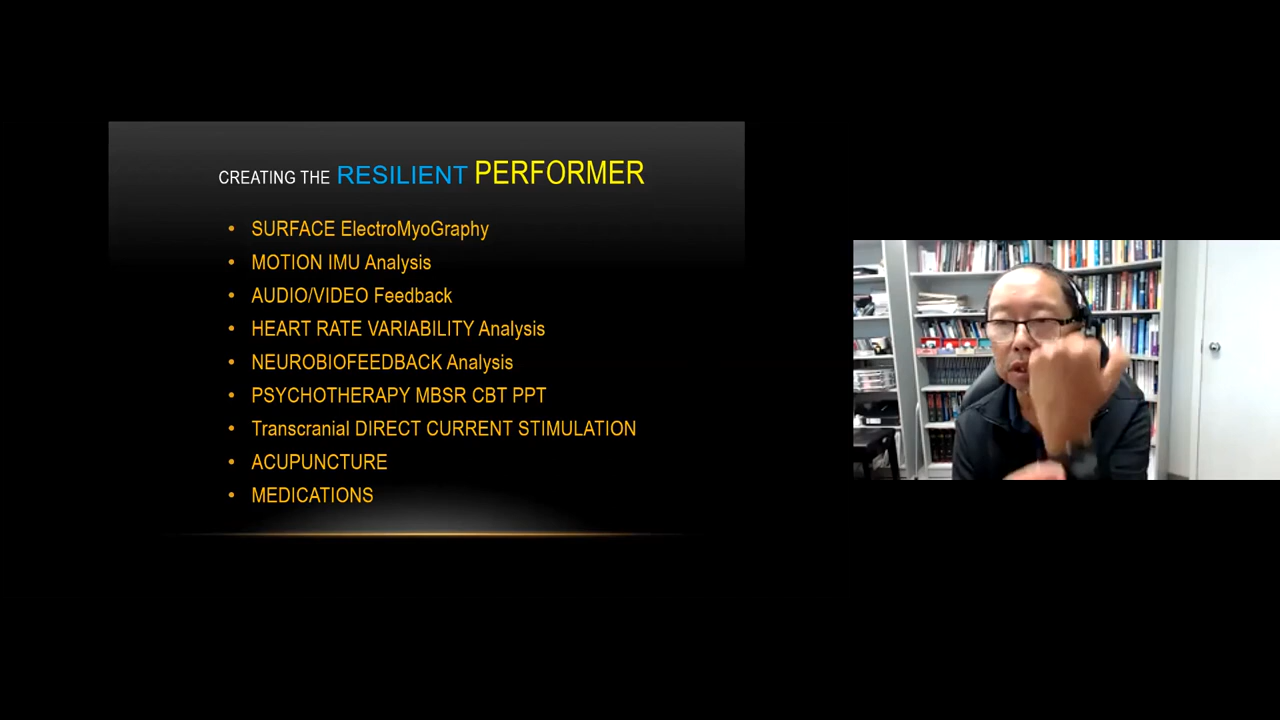 CREATING THE RESILIENT PERFORMER
• SURFACE ElectroMyoGraphy
• MOTION IMU Analysis
• AUDIO/VIDEO Feedback
• HEART RATE VARIABILITY Analysis
• NEUROBIOFEEDBACK Analysis
• PSYCHOTHERAPY MBSR CBT PPT
• Transcranial DIRECT CURRENT STIMULATION
• ACUPUNCTURE
• MEDICATIONS